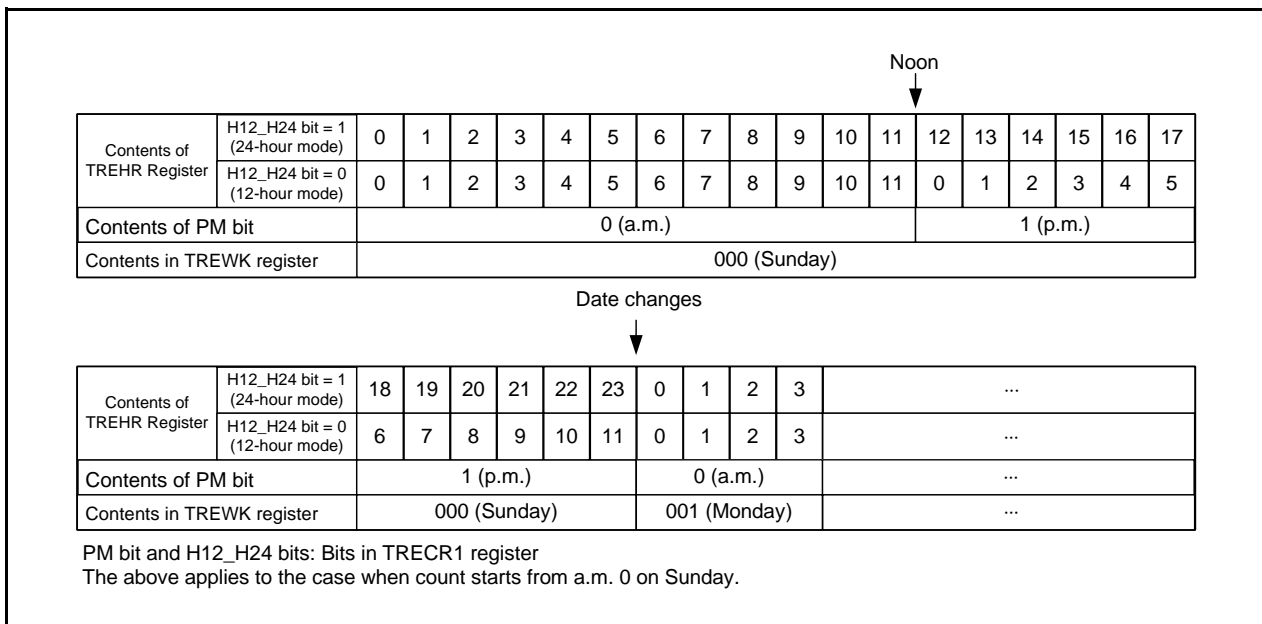 Noon
Contents of TREHR Register
H12_H24 bit = 1 (24-hour mode) 0 1 2 3 4 5 6 7 8 9 10 11 12 13 14 15 16 17
H12_H24 bit = 0 (12-hour mode) 0 1 2 3 4 5 6 7 8 9 10 11 0 1 2 3 4 5
Contents of PM bit 0 (a.m.) 1 (p.m.)
Contents in TREWK register 000 (Sunday)
Date changes
Contents of TREHR Register
H12_H24 bit = 1 (24-hour mode) 18 19 20 21 22 23 0 1 2 3 ...
H12_H24 bit = 0 (12-hour mode) 6 7 8 9 10 11 0 1 2 3 ...
Contents of PM bit 1 (p.m.) 0 (a.m.) ...
Contents in TREWK register 000 (Sunday) 001 (Monday) ...
PM bit and H12_H24 bits: Bits in TRECR1 register
The above applies to the case when count starts from a.m. 0 on Sunday.